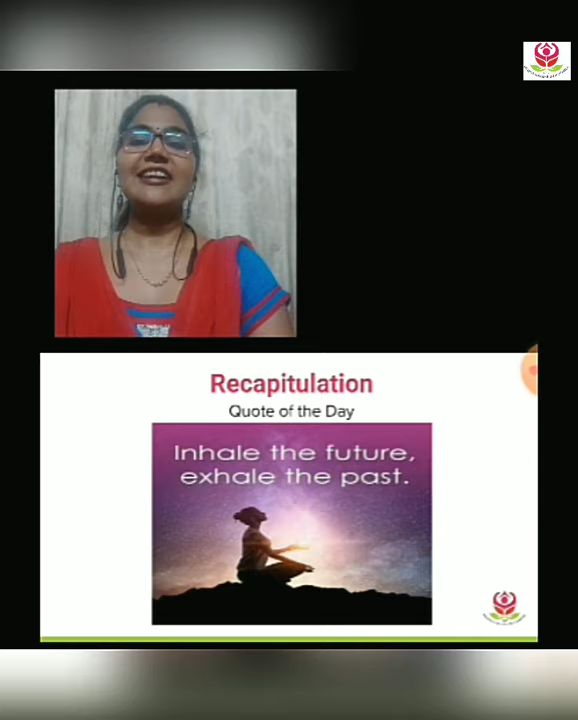 Recapitulation
Quote of the Day
Inhale the future,
exhale the past.